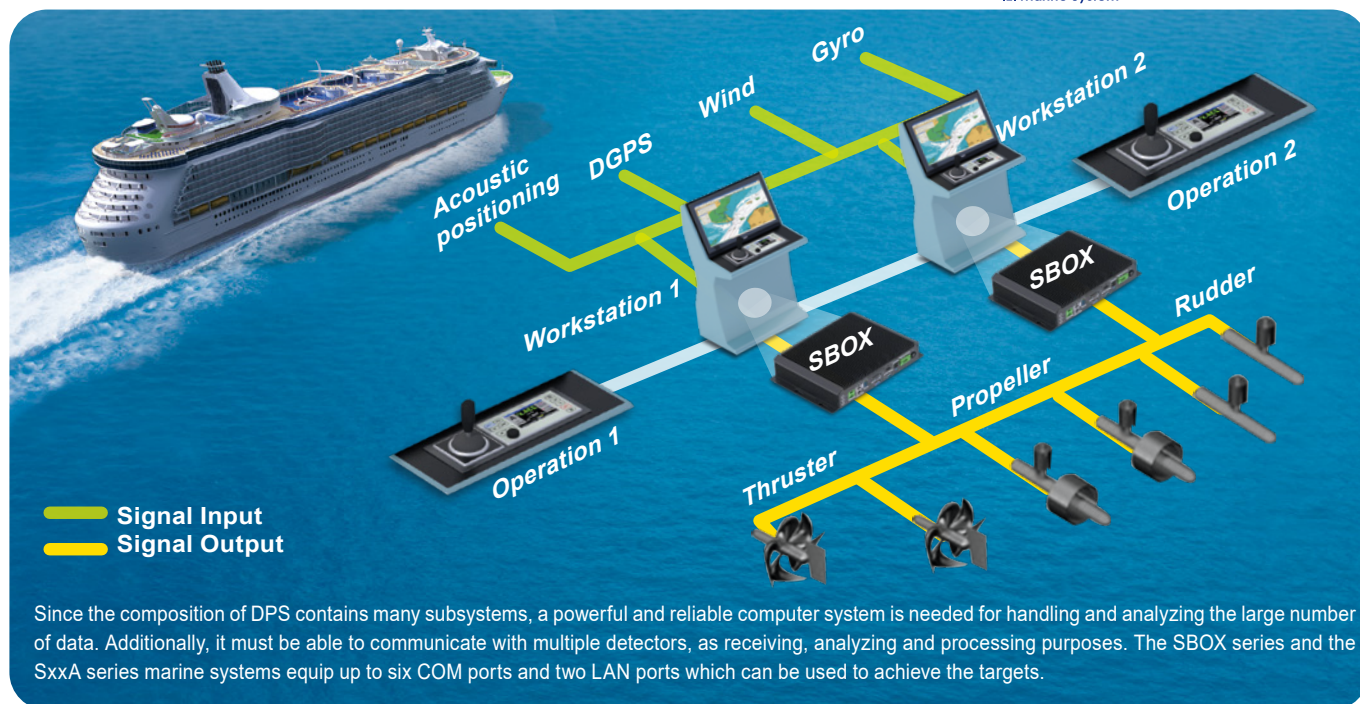 Gyro
Wind
DGPS
Acoustic
positioning
Workstation 2
Operation 2
Workstation 1
SBOX
SBOX
Operation 1
Rudder
Propeller
Thruster
Signal Input
Signal Output
Since the composition of DPS contains many subsystems, a powerful and reliable computer system is needed for handling and analyzing the large number
of data. Additionally, it must be able to communicate with multiple detectors, as receiving, analyzing and processing purposes. The SBOX series and the
SxxA series marine systems equip up to six COM ports and two LAN ports which can be used to achieve the targets.